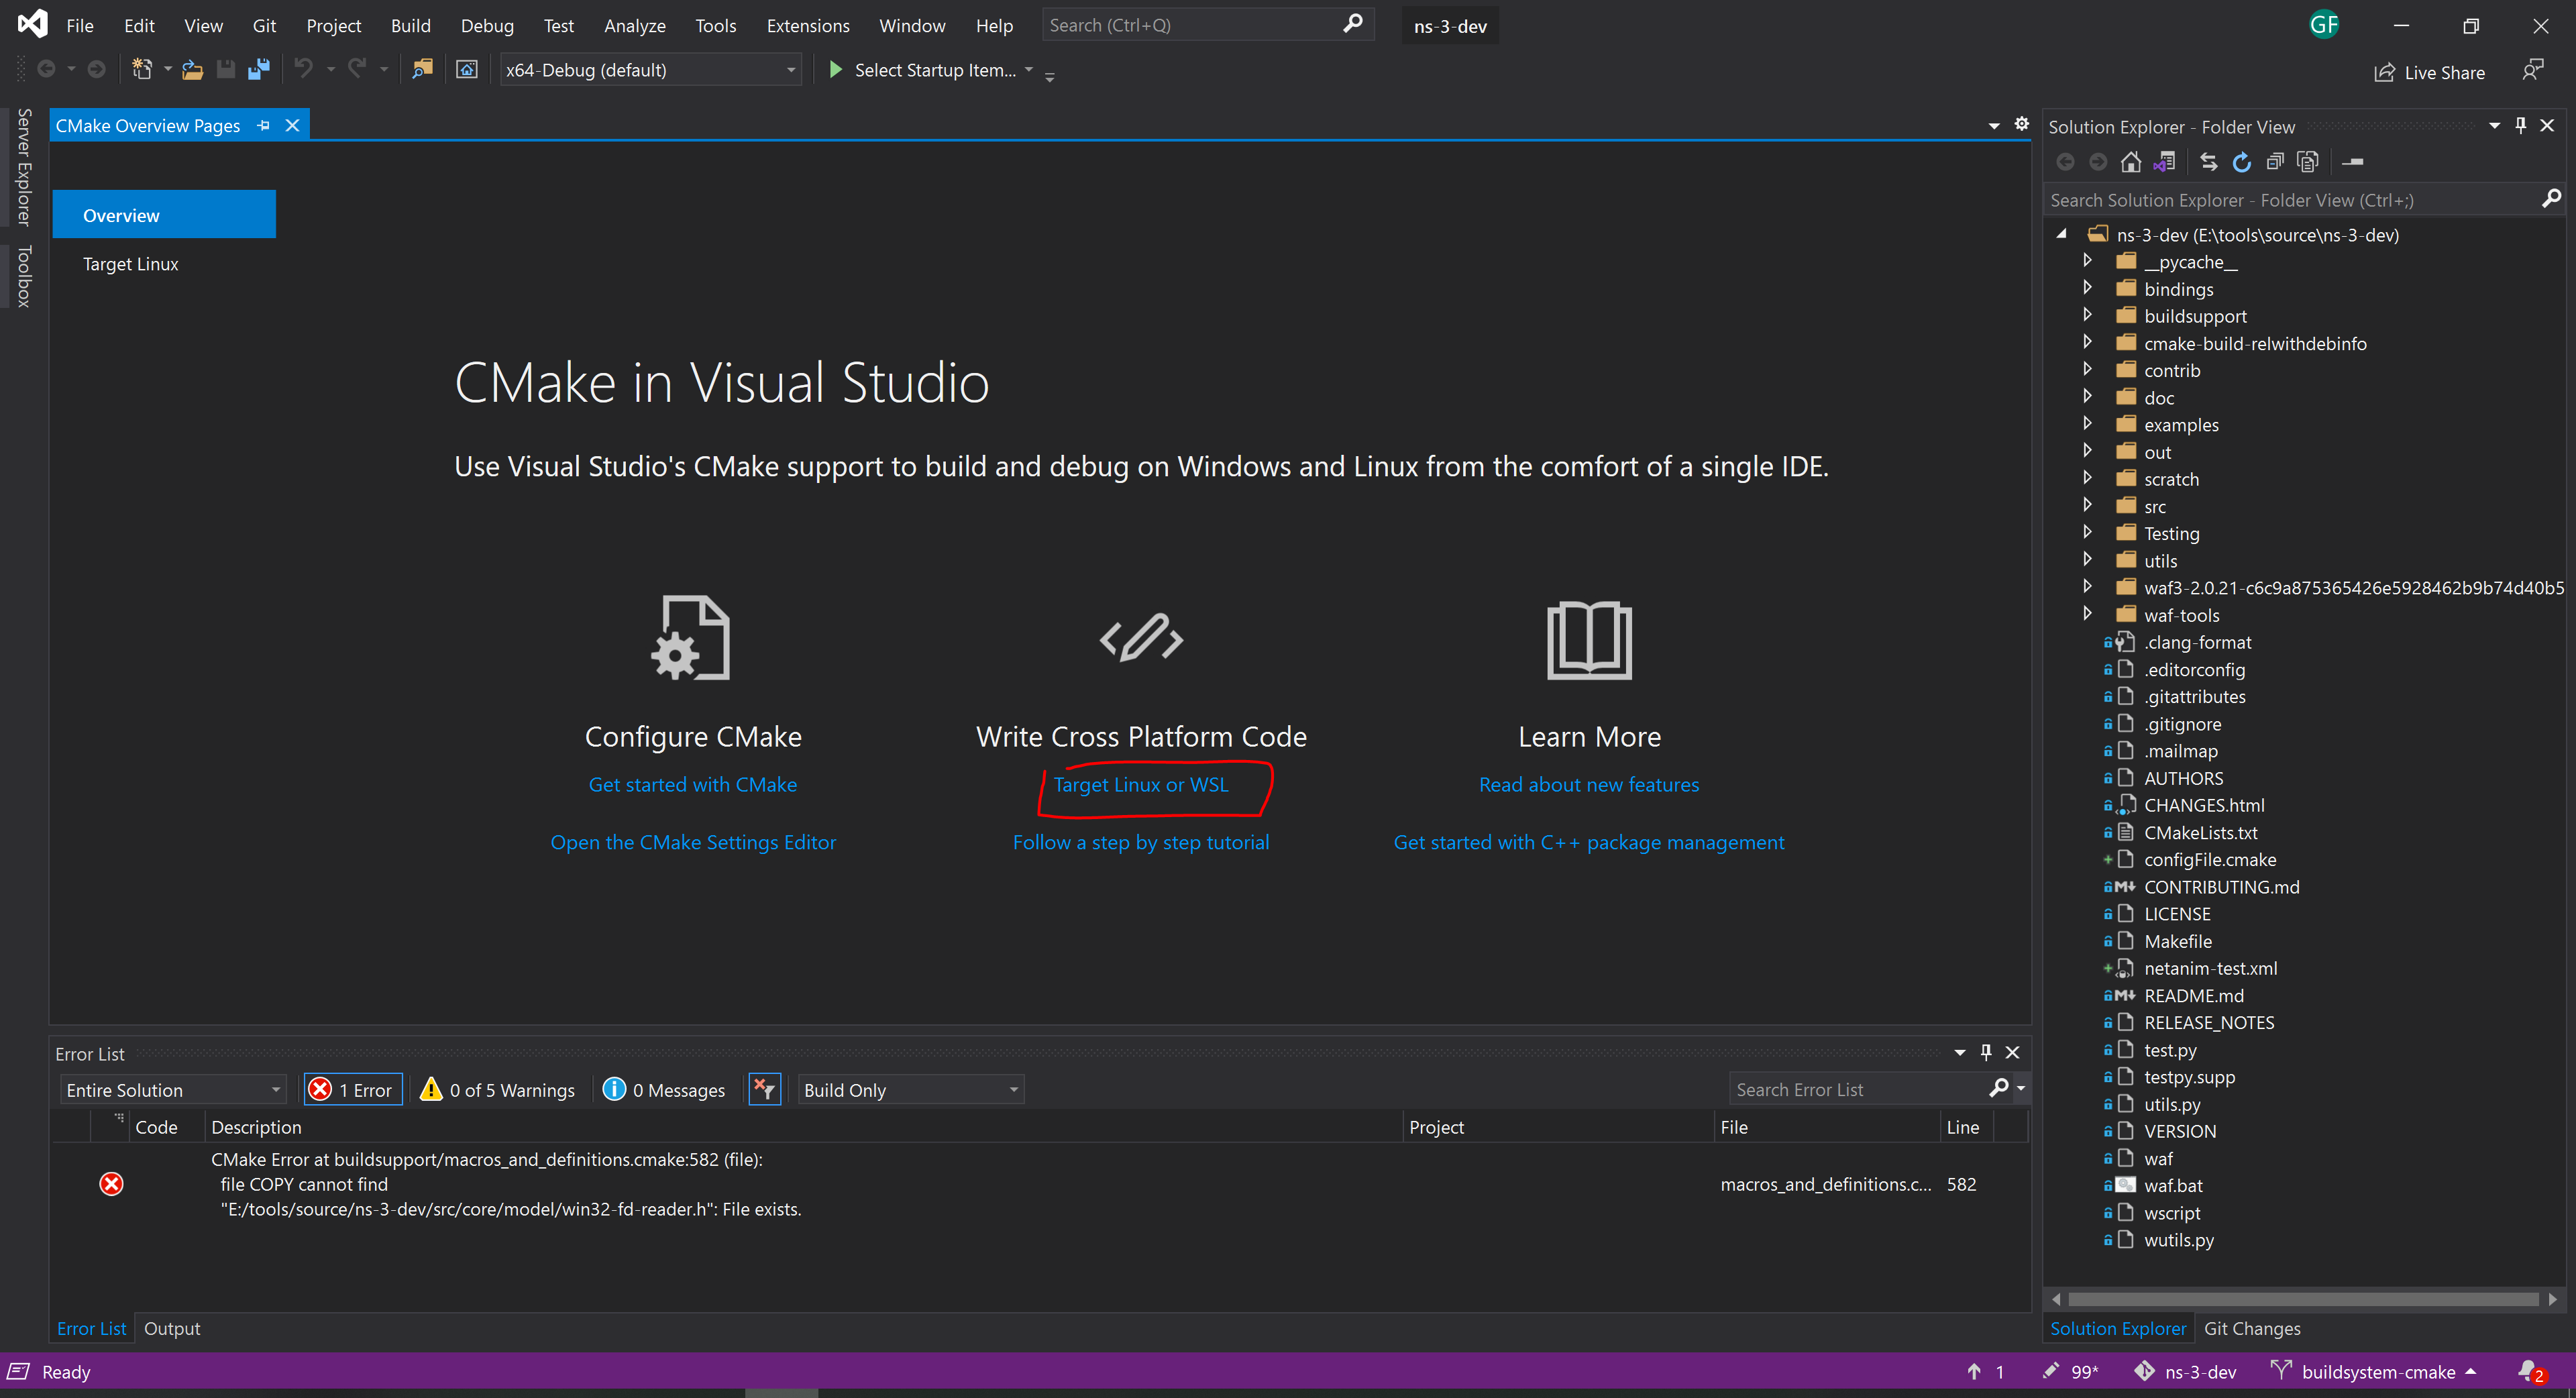 File Edit View Git Project Build Debug Test Analyze Tools Extensions Window Help Search (Ctrl+Q) ns-3-dev GF
x64-Debug (default) Select Startup Item... Live Share
Server Explorer
Toolbox
CMake Overview Pages
Overview
Target Linux
CMake in Visual Studio
Use Visual Studio's CMake support to build and debug on Windows and Linux from the comfort of a single IDE.
Configure CMake
Get started with CMake
Open the CMake Settings Editor
Write Cross Platform Code
Target Linux or WSL
Follow a step by step tutorial
Learn More
Read about new features
Get started with C++ package management
Error List
Entire Solution 1 Error 0 of 5 Warnings 0 Messages Build Only Search Error List
Code Description Project File Line
CMake Error at buildsupport/macros_and_definitions.cmake:582 (file):
file COPY cannot find
"E:/tools/source/ns-3-dev/src/core/model/win32-fd-reader.h": File exists.
macros_and_definitions.c... 582
Error List Output
Solution Explorer - Folder View
Search Solution Explorer - Folder View (Ctrl+;)
ns-3-dev (E:\tools\source\ns-3-dev)
__pycache__
bindings
buildsupport
cmake-build-relwithdebinfo
contrib
doc
examples
out
scratch
src
Testing
utils
waf3-2.0.21-c6c9a875365426e5928462b9b74d40b5
waf-tools
.clang-format
.editorconfig
.gitattributes
.gitignore
.mailmap
AUTHORS
CHANGES.html
CMakeLists.txt
configFile.cmake
CONTRIBUTING.md
LICENSE
Makefile
netanim-test.xml
README.md
RELEASE_NOTES
test.py
testpy.supp
utils.py
VERSION
waf
waf.bat
wscript
wutils.py
Solution Explorer Git Changes
Ready 1 99* ns-3-dev buildsystem-cmake 2